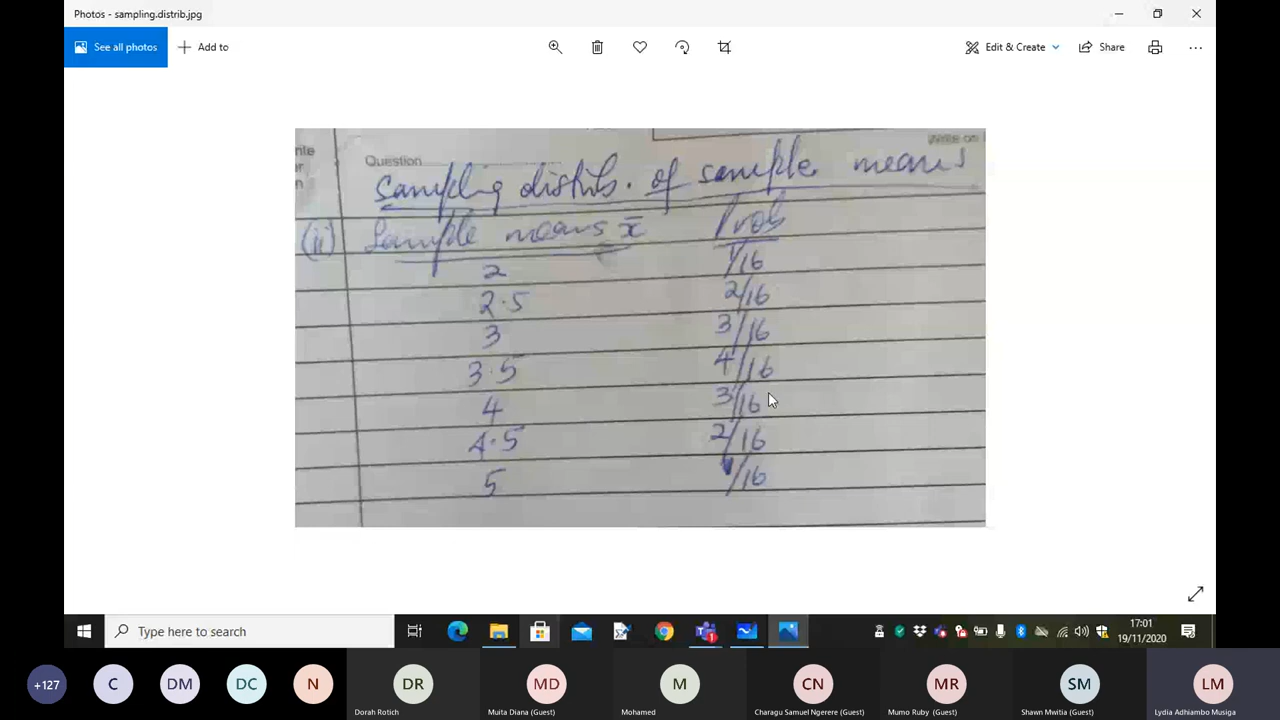 Photos - sampling.distrib.jpg
See all photos
Add to
Edit & Create
Share
Write on
Question
Sampling distrib. of sample means
(ii) Sample means x̄ Prob
2 1/16
2.5 2/16
3 3/16
3.5 4/16
4 3/16
4.5 2/16
5 1/16
Type here to search
17:01
19/11/2020
+127 C DM DC N DR MD M CN MR SM LM
Dorah Rotich Muita Diana (Guest) Mohamed Charagu Samuel Ngerere (Guest) Mumo Ruby (Guest) Shawn Mwitia (Guest) Lydia Adhiambo Musiga